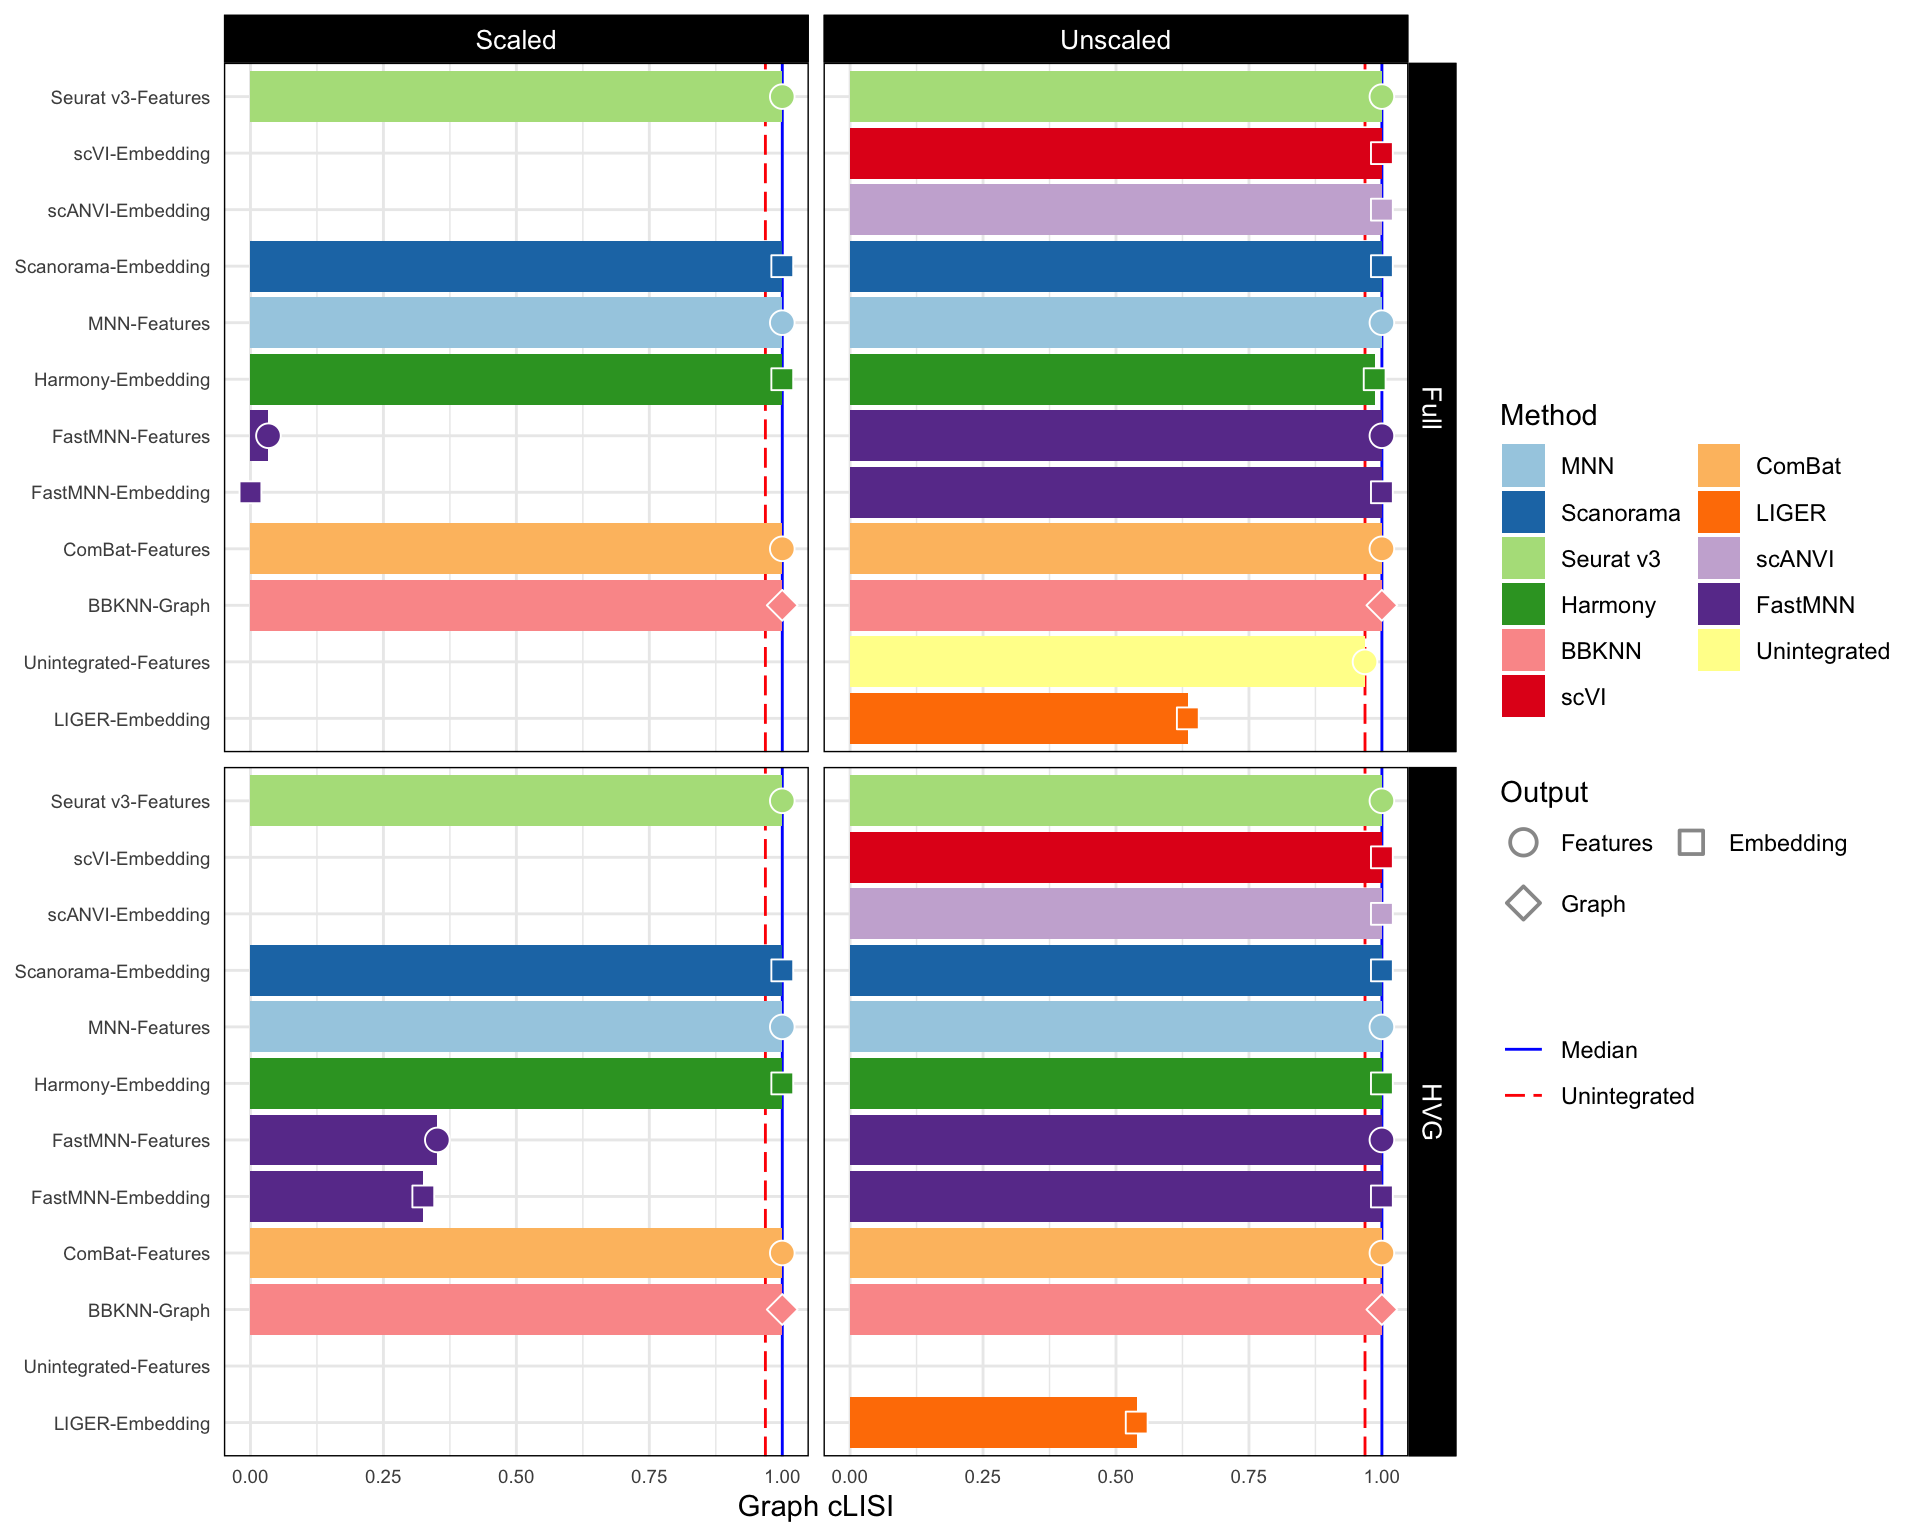 Scaled
Unscaled
Seurat v3-Features
scVI-Embedding
scANVI-Embedding
Scanorama-Embedding
MNN-Features
Harmony-Embedding
FastMNN-Features
FastMNN-Embedding
ComBat-Features
BBKNN-Graph
Unintegrated-Features
LIGER-Embedding
Full
Seurat v3-Features
scVI-Embedding
scANVI-Embedding
Scanorama-Embedding
MNN-Features
Harmony-Embedding
FastMNN-Features
FastMNN-Embedding
ComBat-Features
BBKNN-Graph
Unintegrated-Features
LIGER-Embedding
HVG
0.00 0.25 0.50 0.75 1.00
0.00 0.25 0.50 0.75 1.00
Graph cLISI
Method
MNN
Scanorama
Seurat v3
Harmony
BBKNN
scVI
ComBat
LIGER
scANVI
FastMNN
Unintegrated
Output
Features
Embedding
Graph
Median
Unintegrated